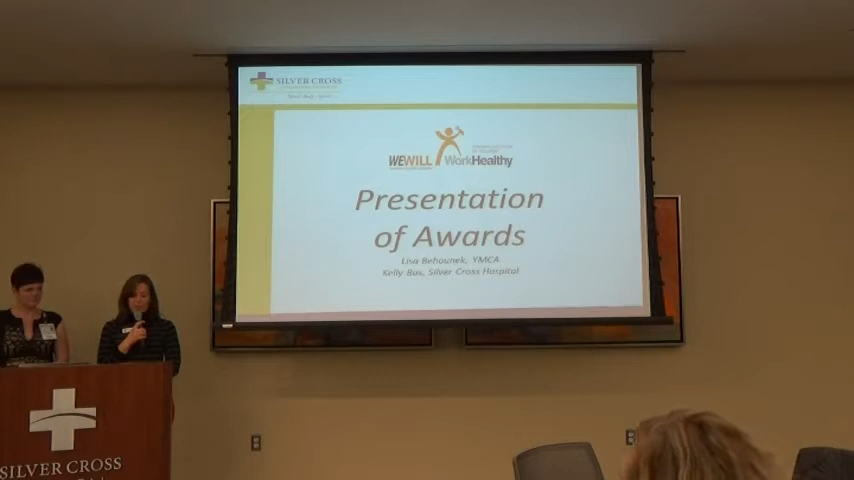 SILVER CROSS
WEWILL WorkHealthy
Presentation
of Awards
Lisa Behounek, YMCA
Kelly Bus, Silver Cross Hospital
SILVER CROSS